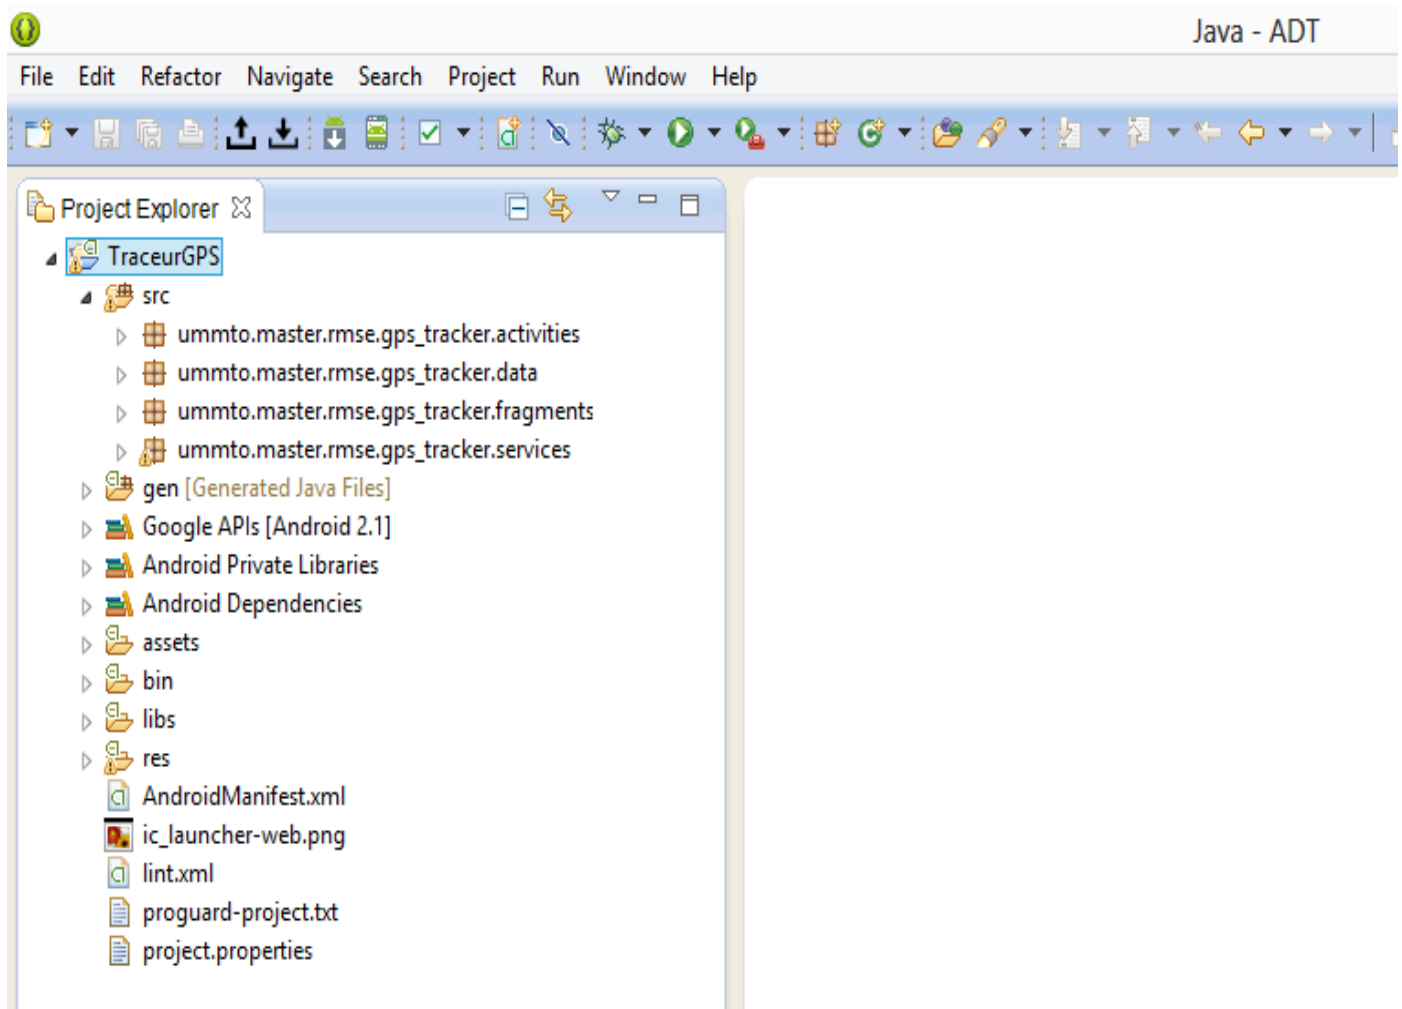 Java - ADT
File Edit Refactor Navigate Search Project Run Window Help
Project Explorer
TraceurGPS
src
ummto.master.rmse.gps_tracker.activities
ummto.master.rmse.gps_tracker.data
ummto.master.rmse.gps_tracker.fragments
ummto.master.rmse.gps_tracker.services
gen [Generated Java Files]
Google APIs [Android 2.1]
Android Private Libraries
Android Dependencies
assets
bin
libs
res
AndroidManifest.xml
ic_launcher-web.png
lint.xml
proguard-project.txt
project.properties